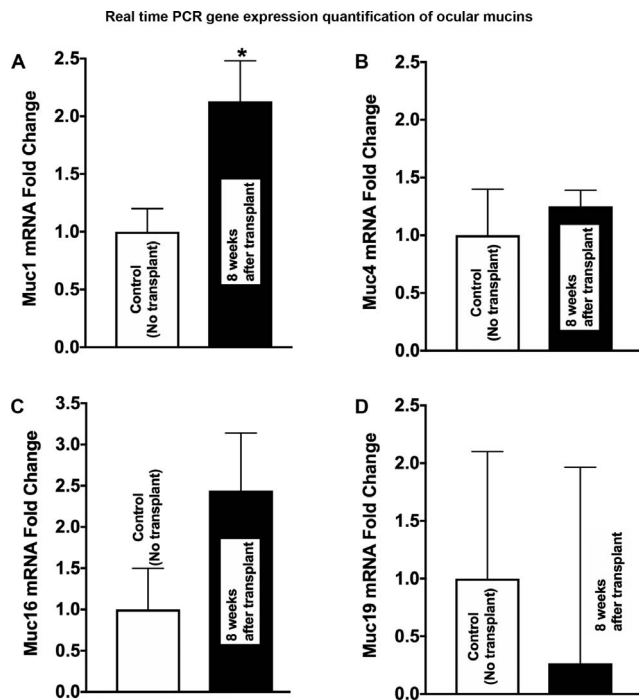 Real time PCR gene expression quantification of ocular mucins
A
Muc1 mRNA Fold Change
2.5
2.0
1.5
1.0
0.5
0.0
*
Control
(No transplant)
8 weeks
after transplant
B
Muc4 mRNA Fold Change
2.5
2.0
1.5
1.0
0.5
0.0
Control
(No transplant)
8 weeks
after transplant
C
Muc16 mRNA Fold Change
3.5
3.0
2.5
2.0
1.5
1.0
0.5
0.0
Control
(No transplant)
8 weeks
after transplant
D
Muc19 mRNA Fold Change
2.5
2.0
1.5
1.0
0.5
0.0
Control
(No transplant)
8 weeks
after transplant